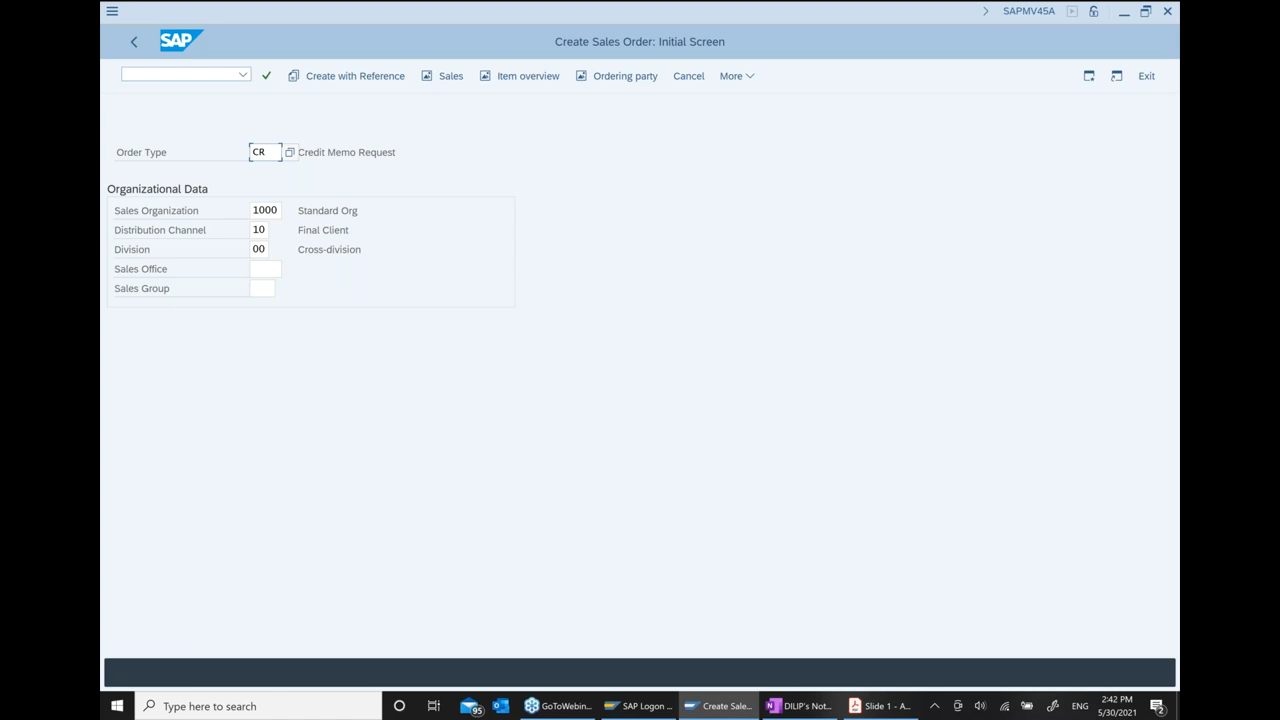 SAPMV45A
SAP
Create Sales Order: Initial Screen
Create with Reference
Sales
Item overview
Ordering party
Cancel
More
Exit
Order Type CR Credit Memo Request
Organizational Data
Sales Organization 1000 Standard Org
Distribution Channel 10 Final Client
Division 00 Cross-division
Sales Office
Sales Group
Type here to search
95
GoToWebin...
SAP Logon ...
Create Sale...
DILIP's Not...
Slide 1 - A...
ENG
2:42 PM
5/30/2021
2